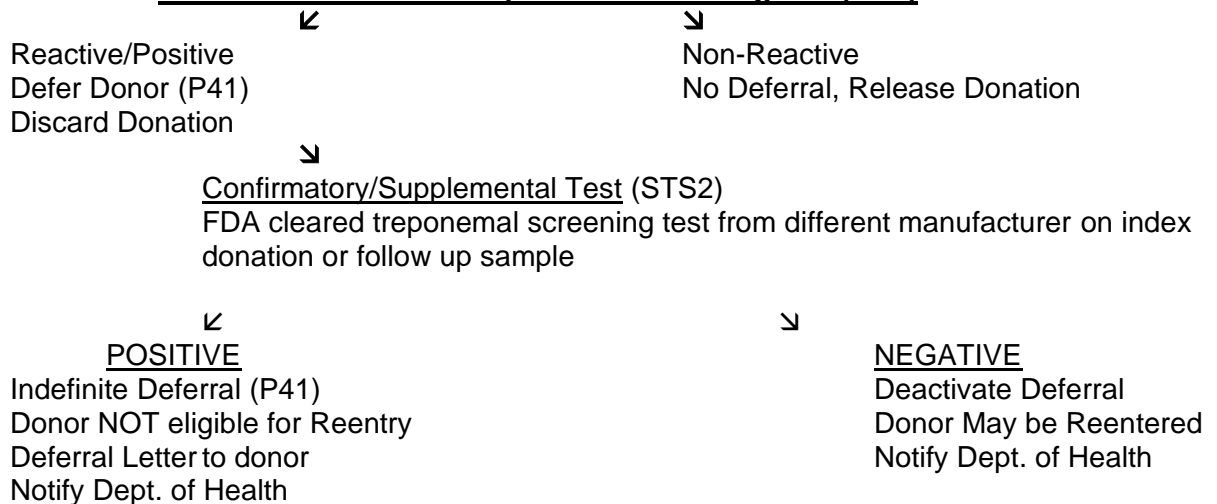 Reactive/Positive
Non-Reactive
Defer Donor (P41)
No Deferral, Release Donation
Discard Donation
Confirmatory/Supplemental Test (STS2)
FDA cleared treponemal screening test from different manufacturer on index
donation or follow up sample
POSITIVE
NEGATIVE
Indefinite Deferral (P41)
Deactivate Deferral
Donor NOT eligible for Reentry
Donor May be Reentered
Deferral Letter to donor
Notify Dept. of Health
Notify Dept. of Health